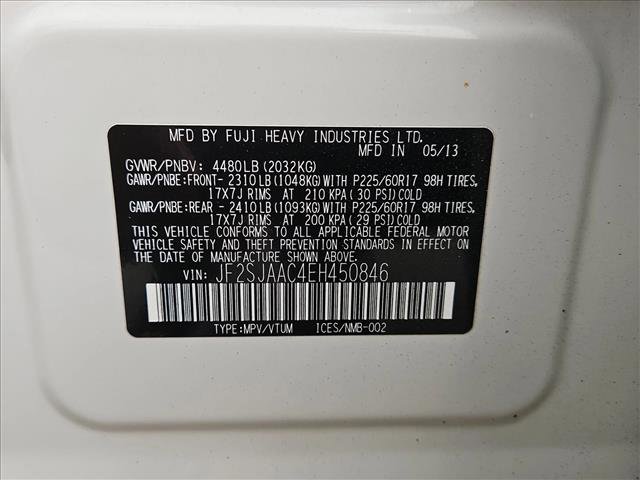 MFD BY FUJI HEAVY INDUSTRIES LTD.
MFD IN 05/13
GVWR/PNBV: 4480LB (2032KG)
GAWR/PNBE: FRONT- 2310LB (1048KG) WITH P225/60R17 98H TIRES,
17X7J RIMS AT 210 KPA (30 PSI) COLD
GAWR/PNBE: REAR - 2410LB (1093KG) WITH P225/60R17 98H TIRES,
17X7J RIMS AT 200 KPA (29 PSI) COLD
THIS VEHICLE CONFORMS TO ALL APPLICABLE FEDERAL MOTOR
VEHICLE SAFETY AND THEFT PREVENTION STANDARDS IN EFFECT ON
THE DATE OF MANUFACTURE SHOWN ABOVE.
VIN: JF2SJAAC4EH450846
TYPE: MPV/VTUM ICES/NMB-002